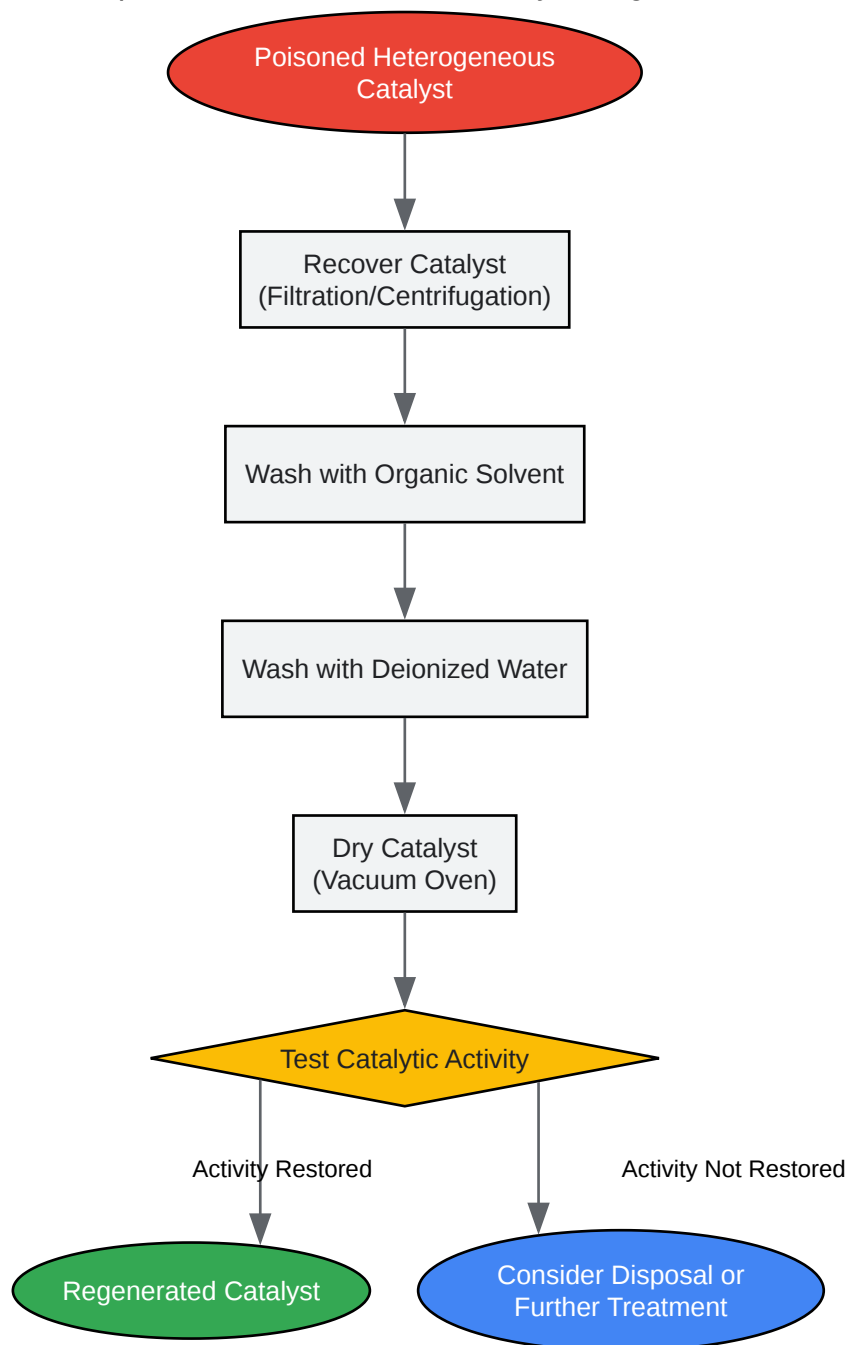 Poisoned Heterogeneous
Catalyst
Recover Catalyst
(Filtration/Centrifugation)
Wash with Organic Solvent
Wash with Deionized Water
Dry Catalyst
(Vacuum Oven)
Test Catalytic Activity
Activity Restored
Activity Not Restored
Regenerated Catalyst
Consider Disposal or
Further Treatment